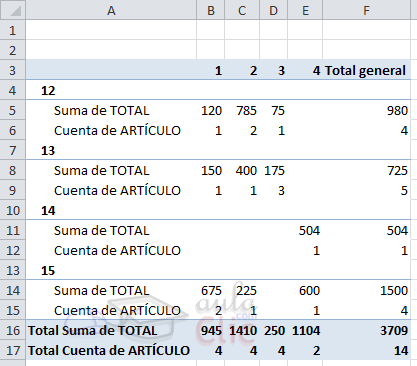 A B C D E F
1
2
3 1 2 3 4 Total general
4 12
5 Suma de TOTAL 120 785 75 980
6 Cuenta de ARTÍCULO 1 2 1 4
7 13
8 Suma de TOTAL 150 400 175 725
9 Cuenta de ARTÍCULO 1 1 3 5
10 14
11 Suma de TOTAL 504 504
12 Cuenta de ARTÍCULO 1 1
13 15
14 Suma de TOTAL 675 225 600 1500
15 Cuenta de ARTÍCULO 2 1 1 4
16 Total Suma de TOTAL 945 1410 250 1104 3709
17 Total Cuenta de ARTÍCULO 4 4 4 2 14
aula
Clic
.com